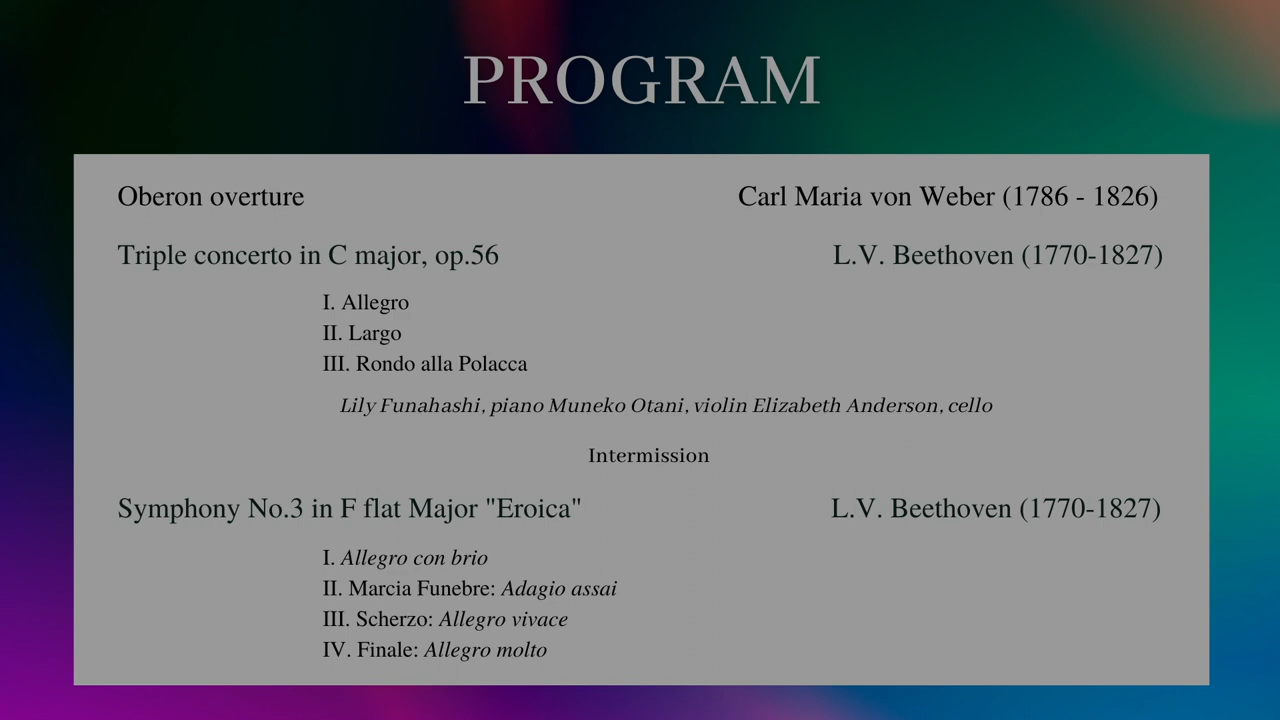 PROGRAM
Oberon overture Carl Maria von Weber (1786 - 1826)
Triple concerto in C major, op.56 L.V. Beethoven (1770-1827)
I. Allegro
II. Largo
III. Rondo alla Polacca
Lily Funahashi, piano Muneko Otani, violin Elizabeth Anderson, cello
Intermission
Symphony No.3 in F flat Major "Eroica" L.V. Beethoven (1770-1827)
I. Allegro con brio
II. Marcia Funebre: Adagio assai
III. Scherzo: Allegro vivace
IV. Finale: Allegro molto